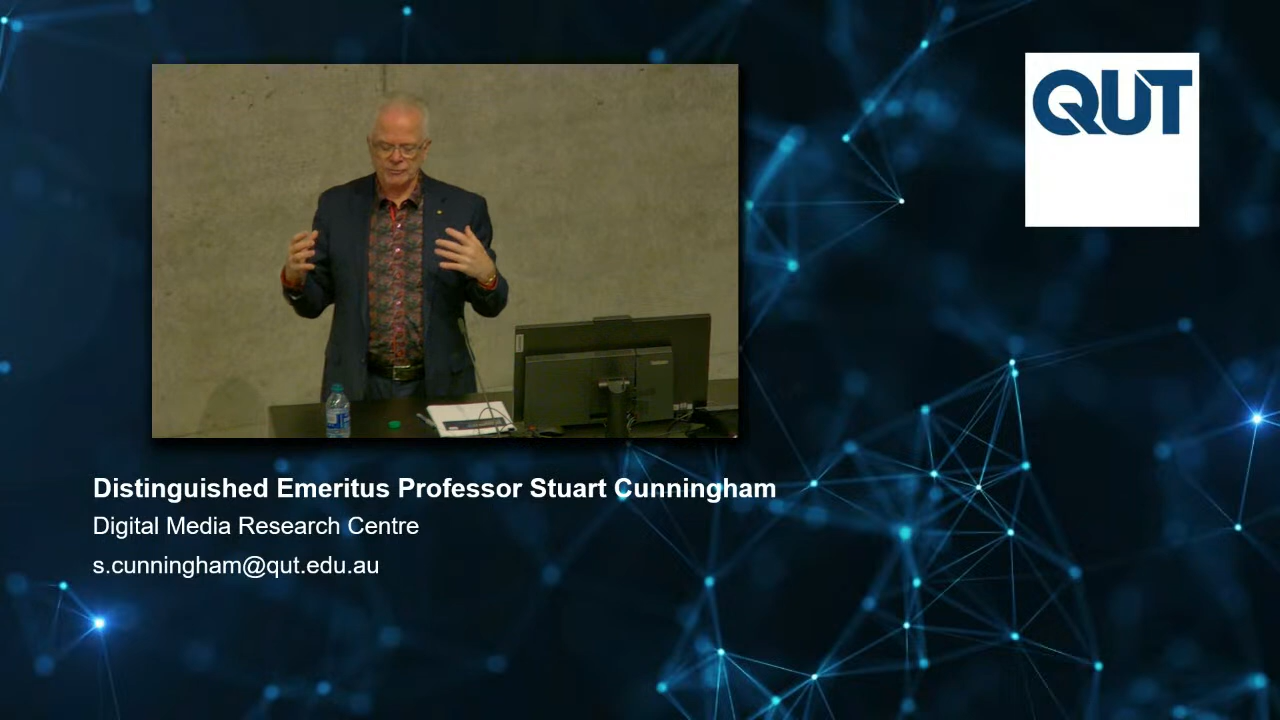 QUT
Distinguished Emeritus Professor Stuart Cunningham
Digital Media Research Centre
s.cunningham@qut.edu.au